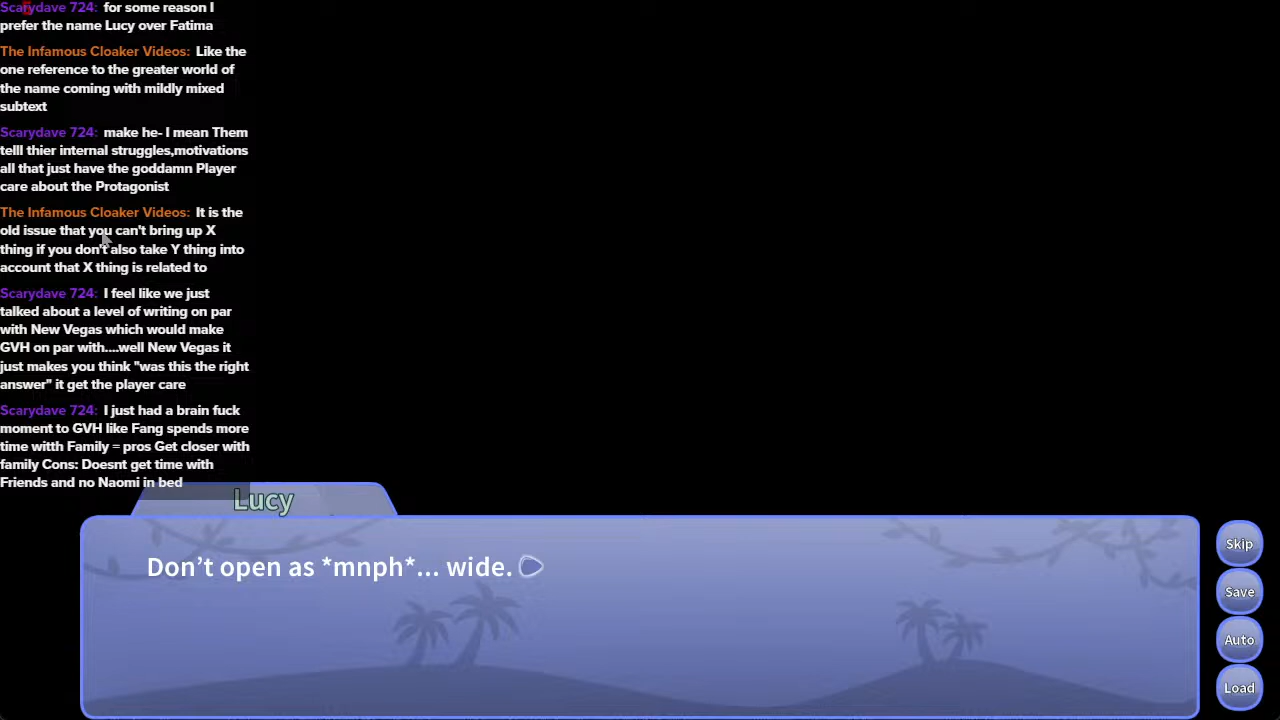 Scarydave 724: for some reason I
prefer the name Lucy over Fatima
The Infamous Cloaker Videos: Like the
one reference to the greater world of
the name coming with mildly mixed
subtext
Scarydave 724: make he- I mean Them
telll thier internal struggles,motivations
all that just have the goddamn Player
care about the Protagonist
The Infamous Cloaker Videos: It is the
old issue that you can't bring up X
thing if you don't also take Y thing into
account that X thing is related to
Scarydave 724: I feel like we just
talked about a level of writing on par
with New Vegas which would make
GVH on par with....well New Vegas it
just makes you think "was this the right
answer" it get the player care
Scarydave 724: I just had a brain fuck
moment to GVH like Fang spends more
time witth Family = pros Get closer with
family Cons: Doesnt get time with
Friends and no Naomi in bed
Lucy
Don’t open as *mnph*... wide.
Skip
Save
Auto
Load